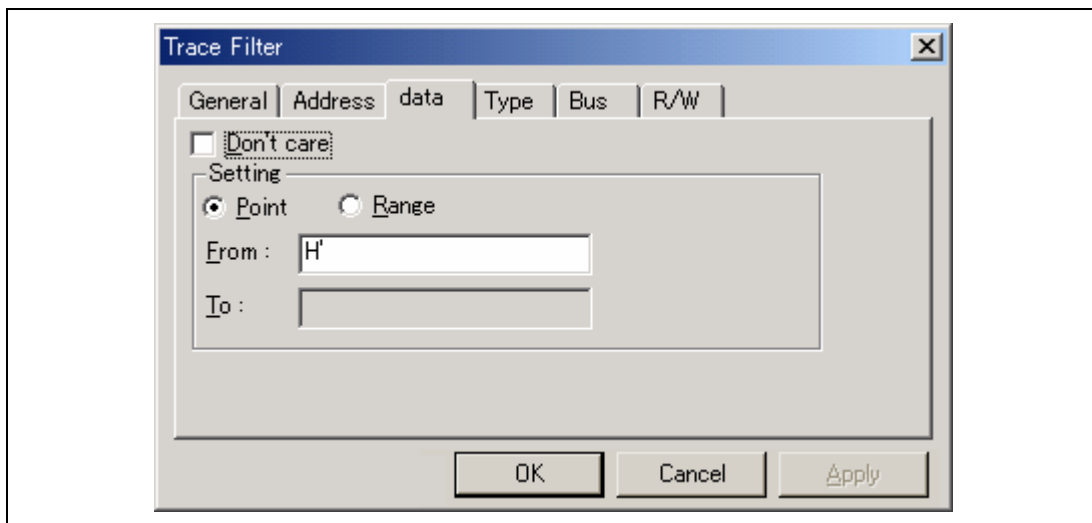 Trace Filter
General Address data Type Bus R/W
Don't care
Setting
Point Range
From : H'
To :
OK Cancel Apply